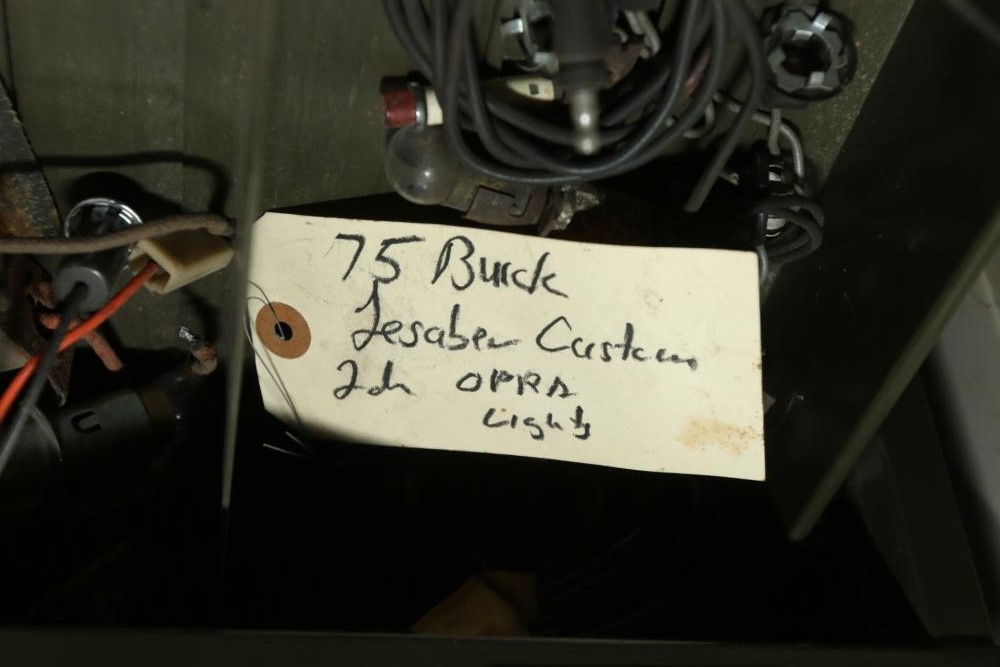 75 Buick
Lesaber Custom
2dr OPRA
Lights